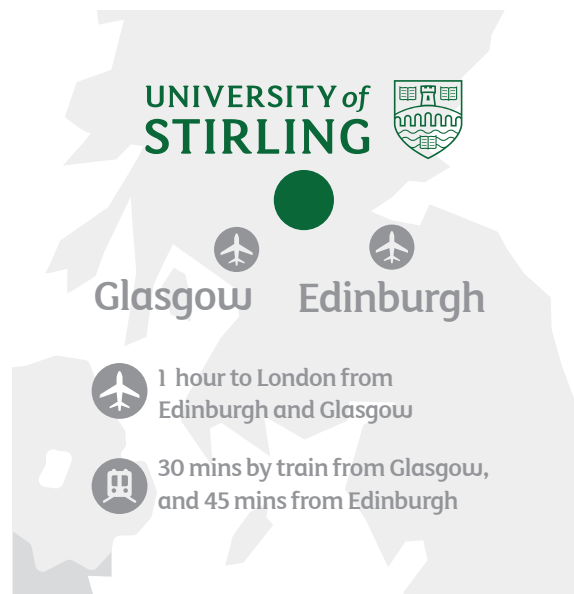 UNIVERSITY of
STIRLING
Glasgow
Edinburgh
1 hour to London from
Edinburgh and Glasgow
30 mins by train from Glasgow,
and 45 mins from Edinburgh